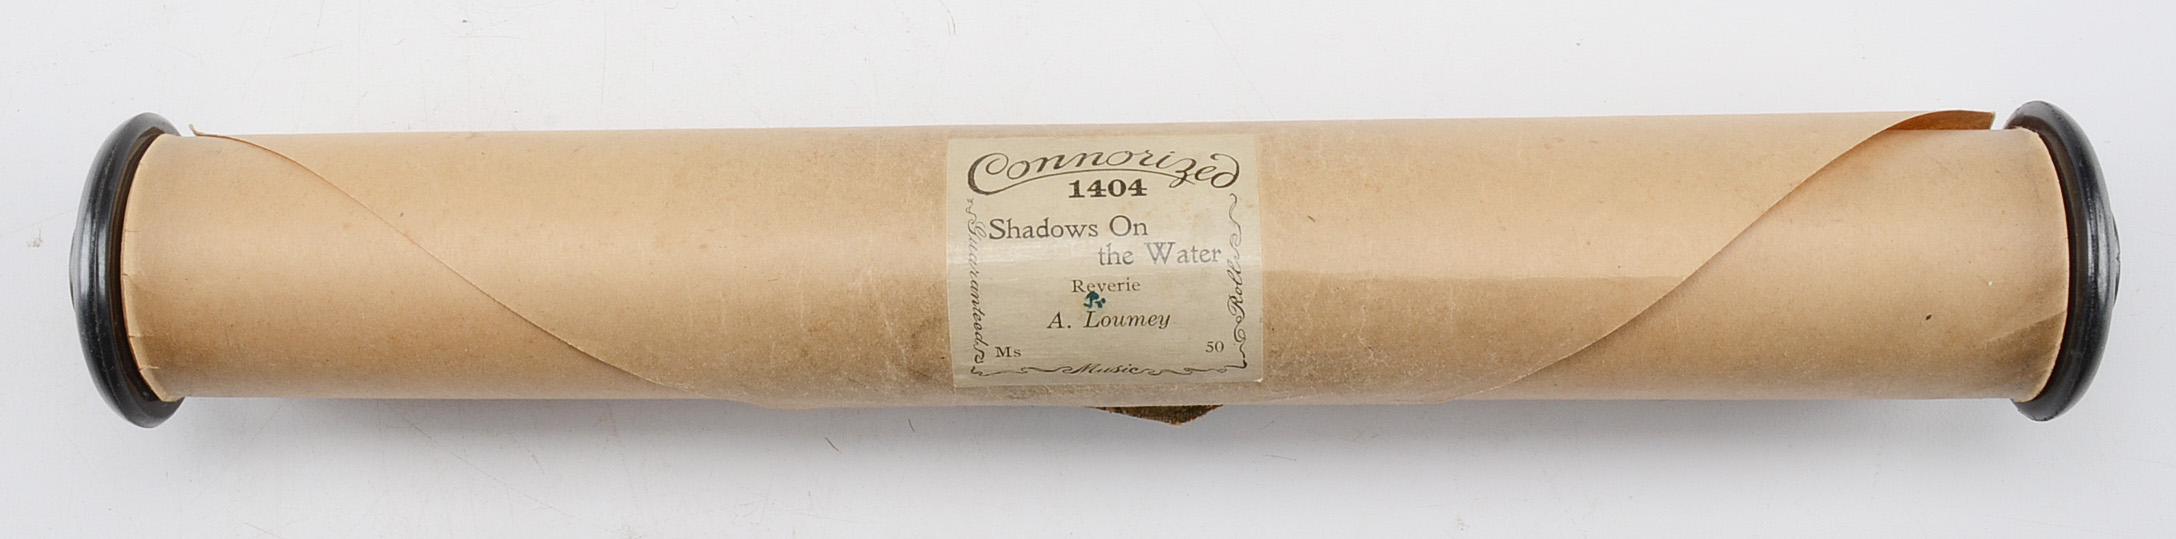 Connorized
1404
Guaranteed
Shadows On
the Water
Reverie
A. Loumey
Ms
50
Music
Rolls